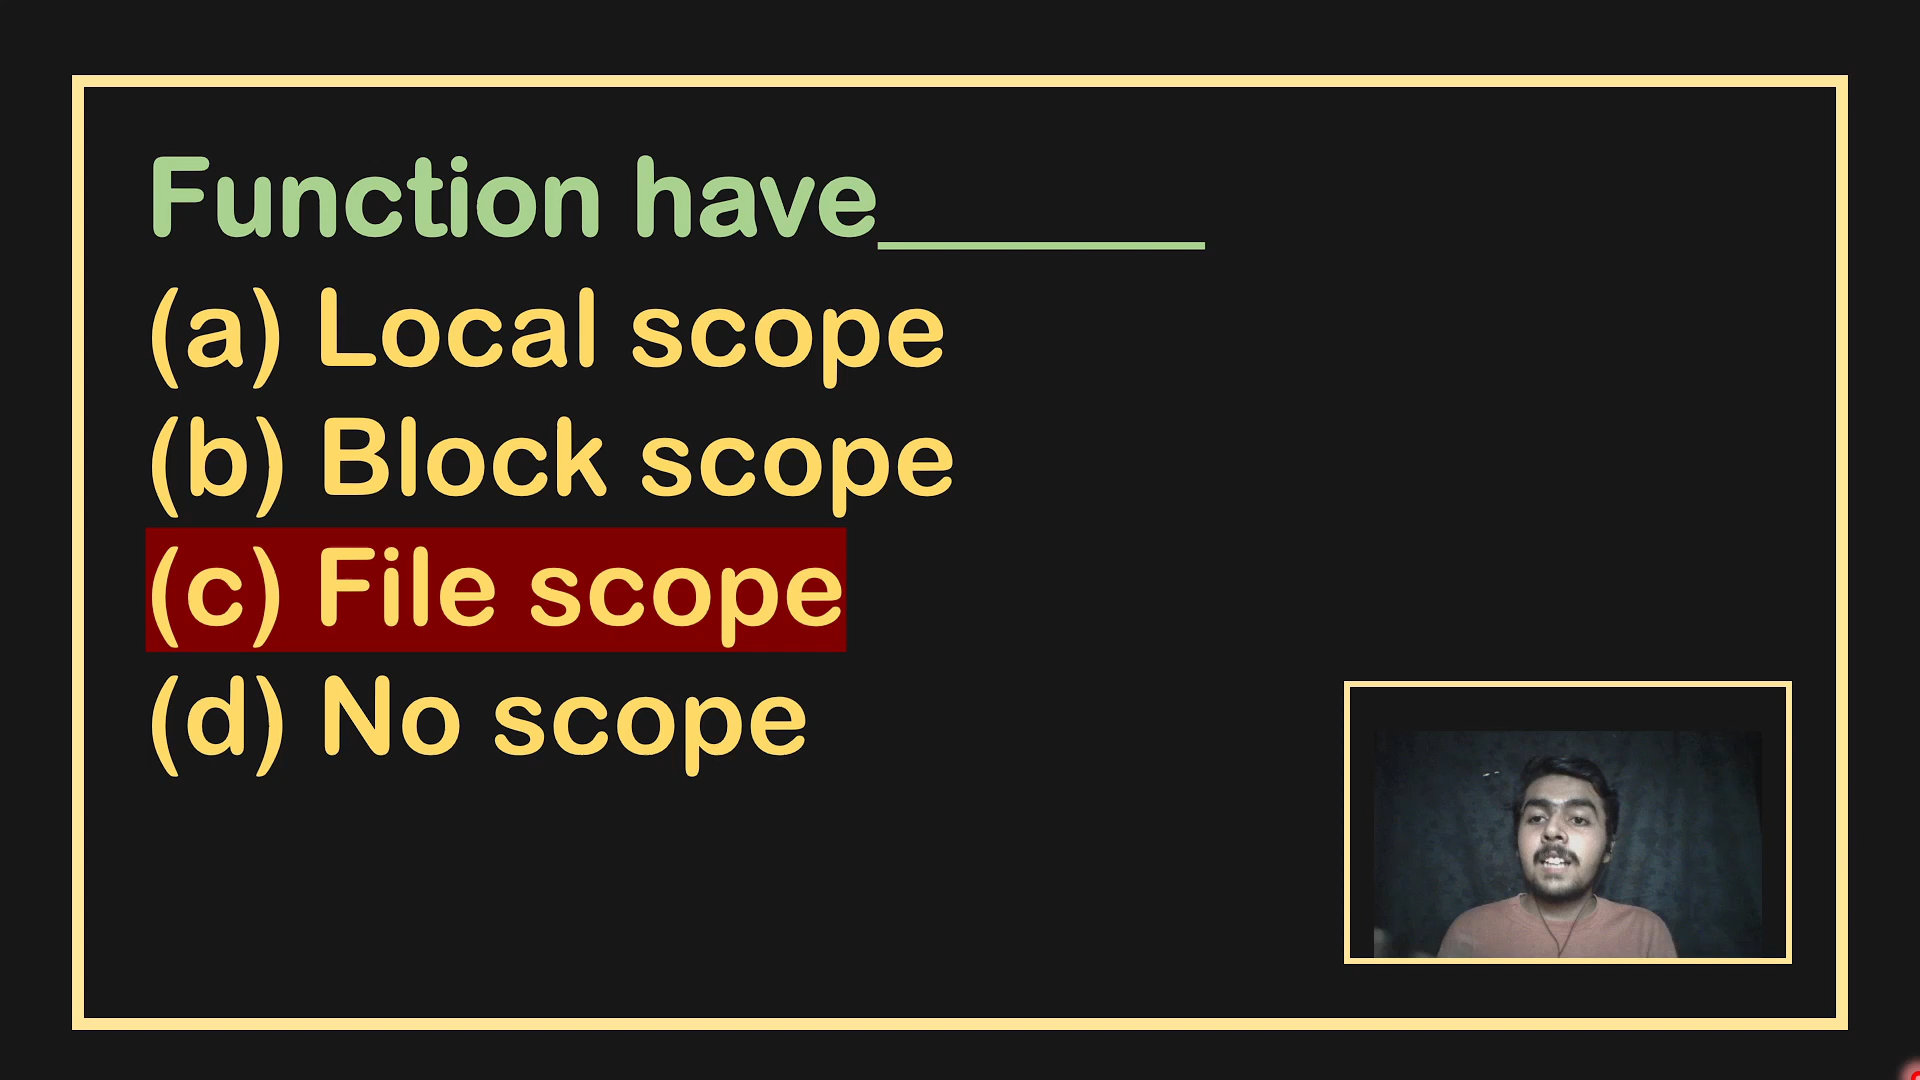 Function have______
(a) Local scope
(b) Block scope
(c) File scope
(d) No scope